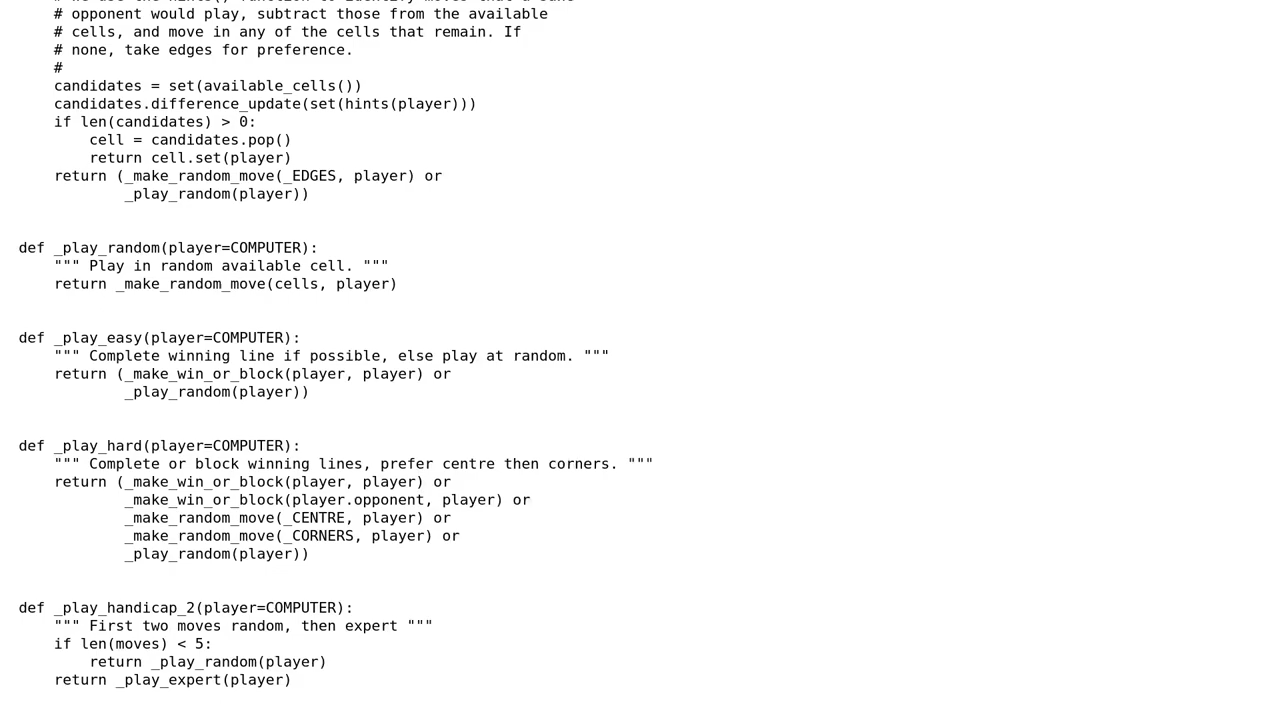 # opponent would play, subtract those from the available
# cells, and move in any of the cells that remain. If
# none, take edges for preference.
#
candidates = set(available_cells())
candidates.difference_update(set(hints(player)))
if len(candidates) > 0:
cell = candidates.pop()
return cell.set(player)
return (_make_random_move(_EDGES, player) or
_play_random(player))
def _play_random(player=COMPUTER):
""" Play in random available cell. """
return _make_random_move(cells, player)
def _play_easy(player=COMPUTER):
""" Complete winning line if possible, else play at random. """
return (_make_win_or_block(player, player) or
_play_random(player))
def _play_hard(player=COMPUTER):
""" Complete or block winning lines, prefer centre then corners. """
return (_make_win_or_block(player, player) or
_make_win_or_block(player.opponent, player) or
_make_random_move(_CENTRE, player) or
_make_random_move(_CORNERS, player) or
_play_random(player))
def _play_handicap_2(player=COMPUTER):
""" First two moves random, then expert """
if len(moves) < 5:
return _play_random(player)
return _play_expert(player)